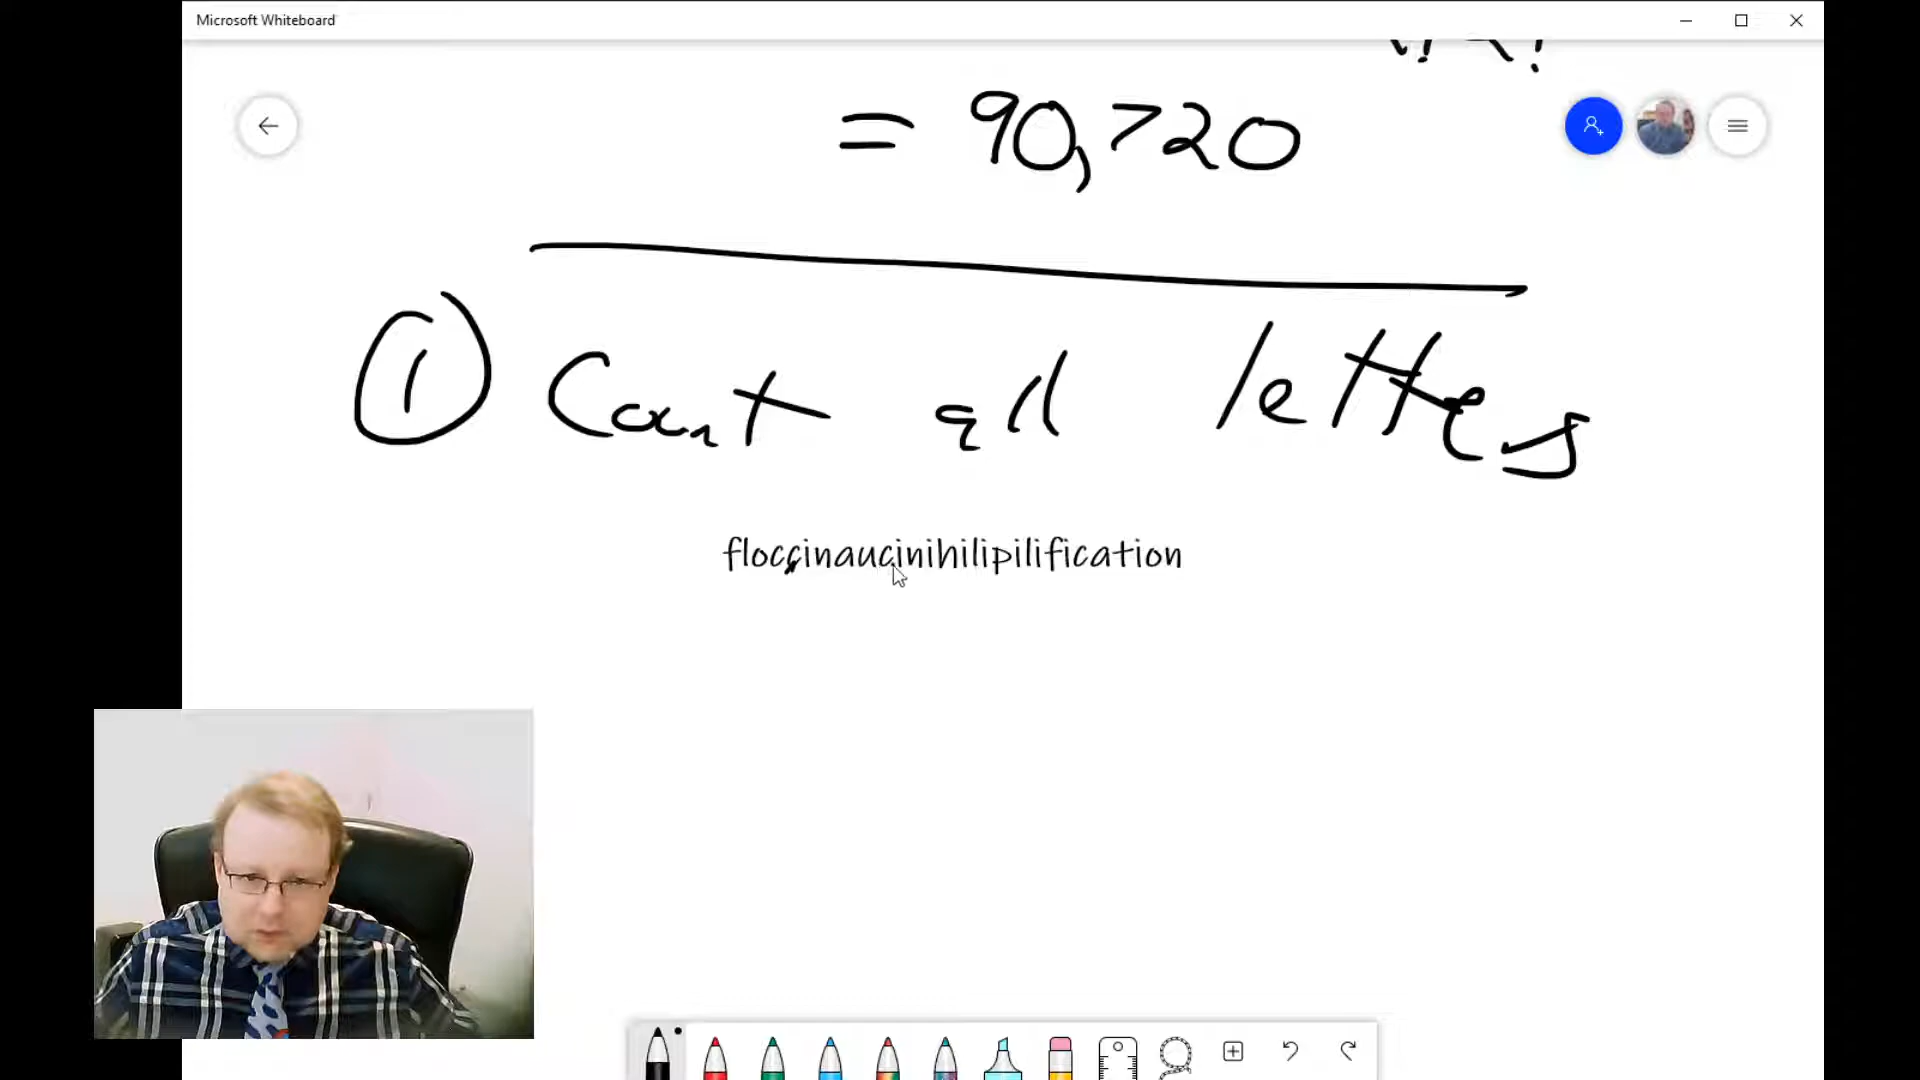 Microsoft Whiteboard
= 90,720
① Count all letters
floccinaucinihilipilification